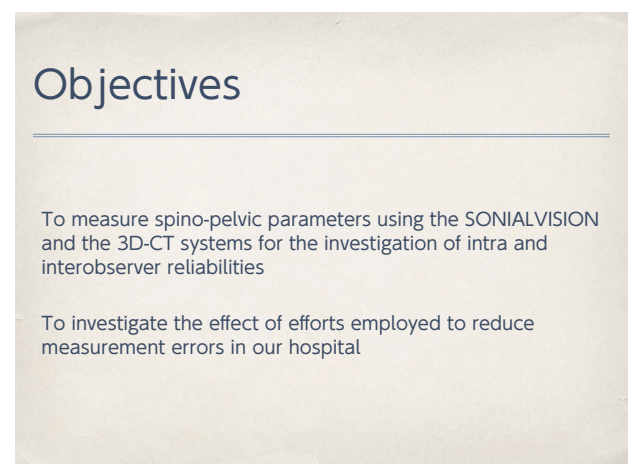 Objectives
To measure spino-pelvic parameters using the SONIALVISION
and the 3D-CT systems for the investigation of intra and
interobserver reliabilities
To investigate the effect of efforts employed to reduce
measurement errors in our hospital